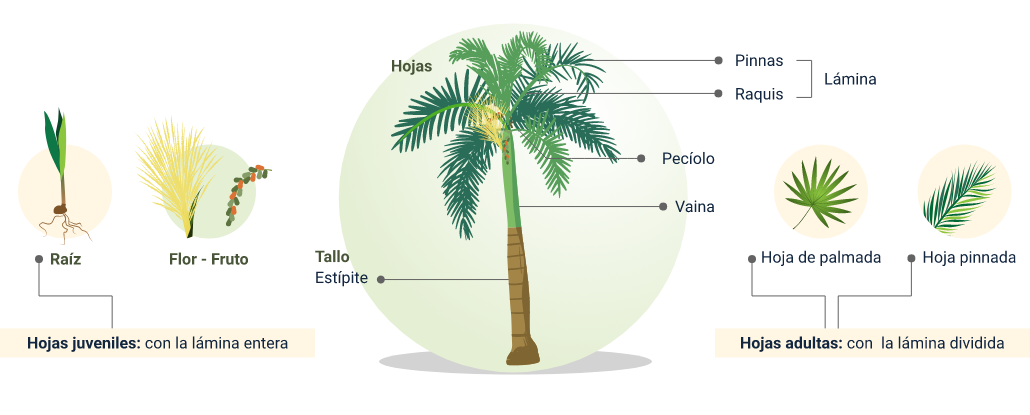 Hojas
Pinnas
Raquis
Lámina
Pecíolo
Vaina
Tallo
Estípite
Raíz
Flor - Fruto
Hoja de palmada
Hoja pinnada
Hojas juveniles: con la lámina entera
Hojas adultas: con la lámina dividida